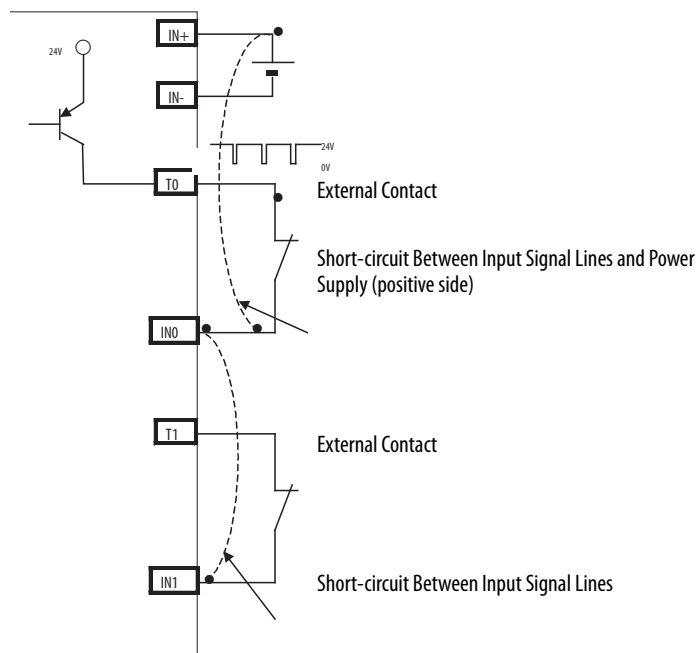 IN+
24V
IN-
24V
0V
T0
External Contact
Short-circuit Between Input Signal Lines and Power
Supply (positive side)
IN0
T1
External Contact
IN1
Short-circuit Between Input Signal Lines